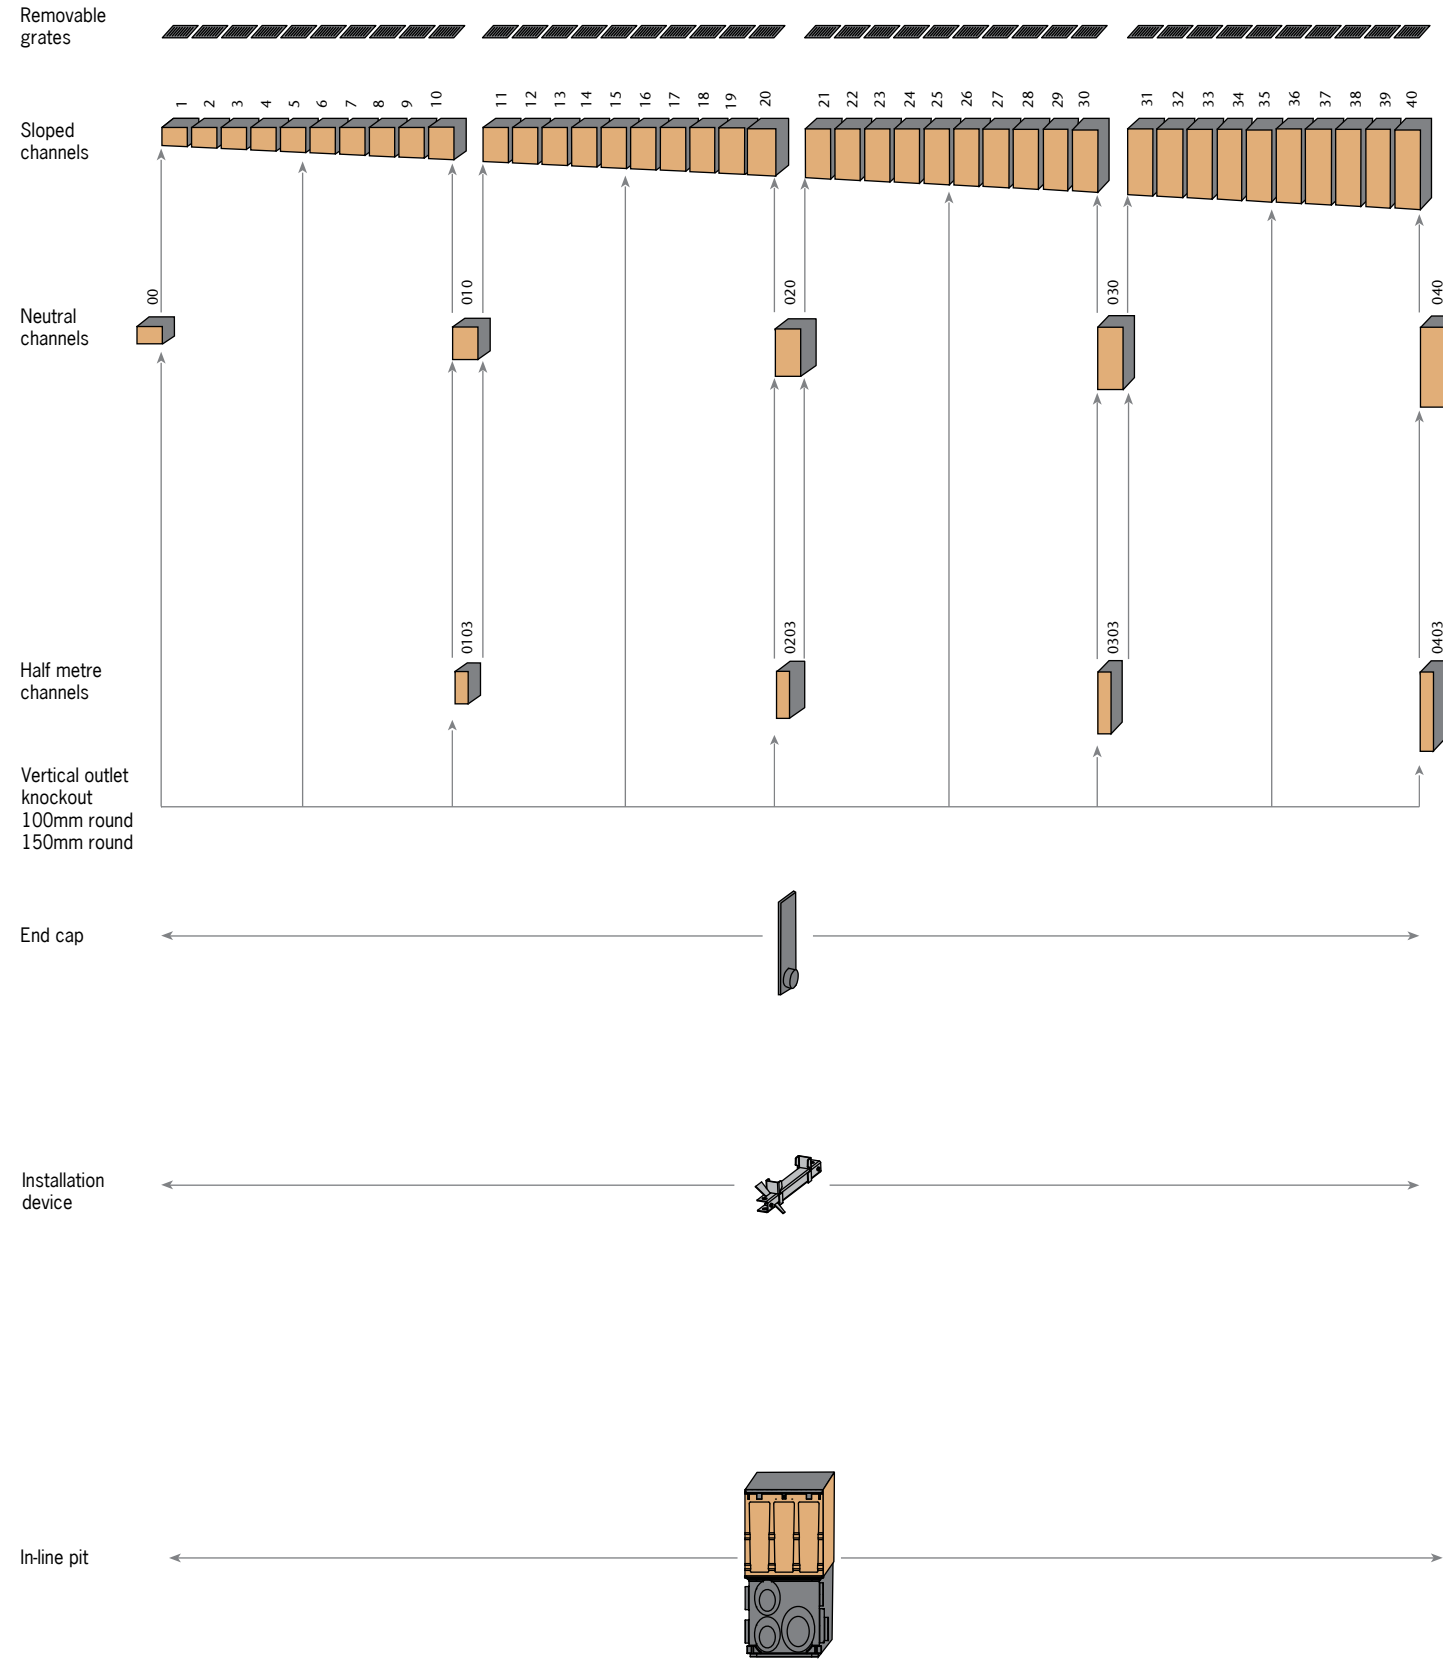 Removable
grates
1 2 3 4 5 6 7 8 9 10 11 12 13 14 15 16 17 18 19 20 21 22 23 24 25 26 27 28 29 30 31 32 33 34 35 36 37 38 39 40
Sloped
channels
00 010 020 030 040
Neutral
channels
0103 0203 0303 0403
Half metre
channels
Vertical outlet
knockout
100mm round
150mm round
End cap
Installation
device
In-line pit